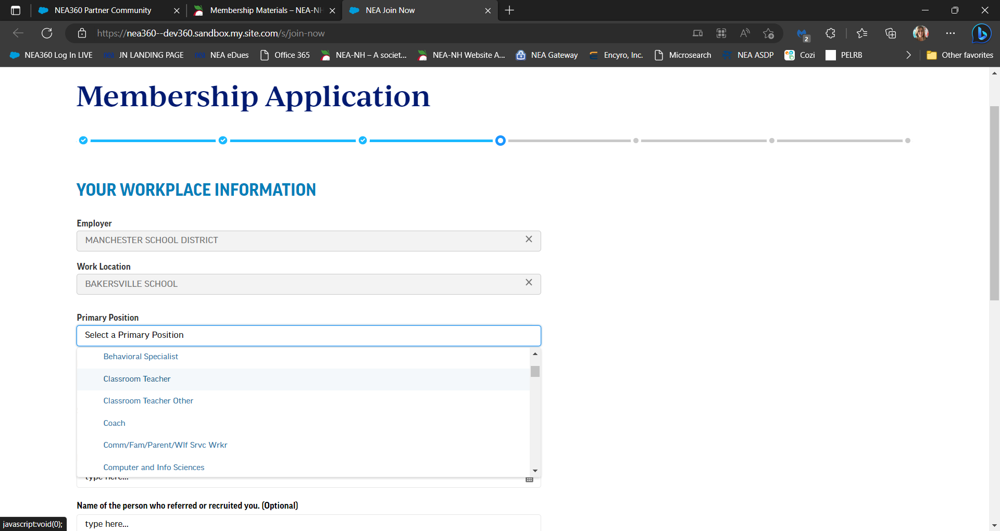 NEA360 Partner Community
Membership Materials – NEA-NH
NEA Join Now
https://nea360--dev360.sandbox.my.site.com/s/join-now
2
NEA360 Log In LIVE
nea JN LANDING PAGE
nea NEA eDues
Office 365
NEA-NH – A societ...
NEA-NH Website A...
NEA Gateway
Encyro, Inc.
Microsearch
NEA ASDP
Cozi
PELRB
Other favorites
Membership Application
YOUR WORKPLACE INFORMATION
Employer
MANCHESTER SCHOOL DISTRICT
Work Location
BAKERSVILLE SCHOOL
Primary Position
Select a Primary Position
Behavioral Specialist
Classroom Teacher
Classroom Teacher Other
Coach
Comm/Fam/Parent/Wlf Srvc Wrkr
Computer and Info Sciences
type here...
Name of the person who referred or recruited you. (Optional)
type here...
javascript:void(0);